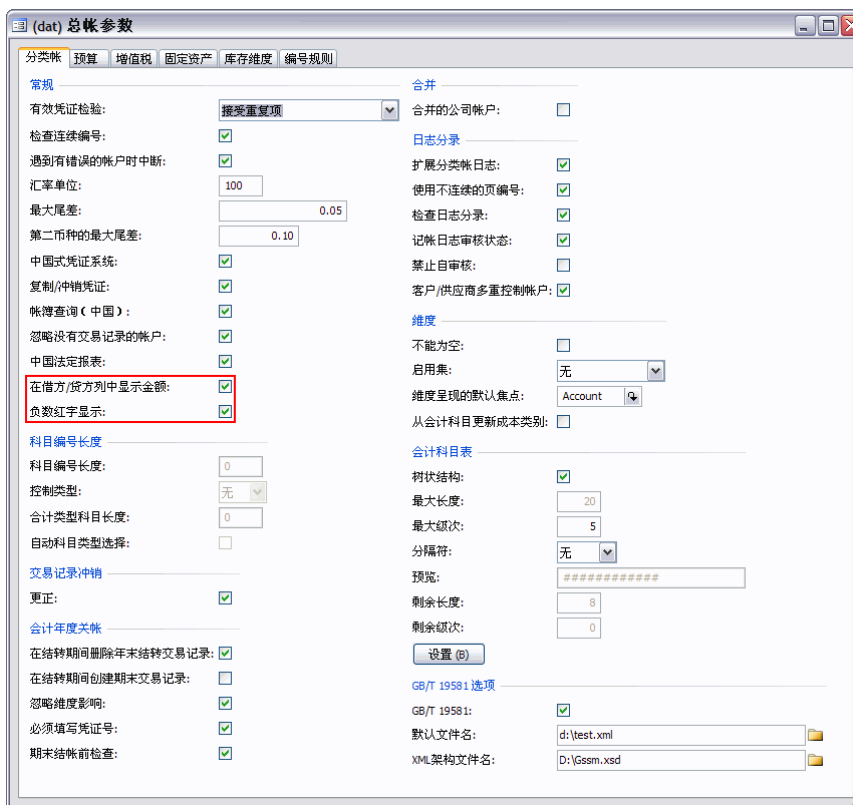 (dat) 总帐参数
分类帐 预算 增值税 固定资产 库存维度 编号规则
常规
有效凭证检验: 接受重复项
检查连续编号:
遇到有错误的帐户时中断:
汇率单位: 100
最大尾差: 0.05
第二币种的最大尾差: 0.10
中国式凭证系统:
复制/冲销凭证:
帐簿查询(中国):
忽略没有交易记录的帐户:
中国法定报表:
在借方/贷方列中显示金额:
负数红字显示:
科目编号长度
科目编号长度: 0
控制类型: 无
合计类型科目长度: 0
自动科目类型选择:
交易记录冲销
更正:
会计年度关帐
在结转期间删除年末结转交易记录:
在结转期间创建期末交易记录:
忽略维度影响:
必须填写凭证号:
期末结帐前检查:
合并
合并的公司帐户:
日志分录
扩展分类帐日志:
使用不连续的页编号:
检查日志分录:
记帐日志审核状态:
禁止自审核:
客户/供应商多重控制帐户:
维度
不能为空:
启用集: 无
维度呈现的默认焦点: Account
从会计科目更新成本类别:
会计科目表
树状结构:
最大长度: 20
最大级次: 5
分隔符: 无
预览: ############
剩余长度: 8
剩余级次: 0
设置 (B)
GB/T 19581 选项
GB/T 19581:
默认文件名: d:\test.xml
XML架构文件名: D:\Gssm.xsd